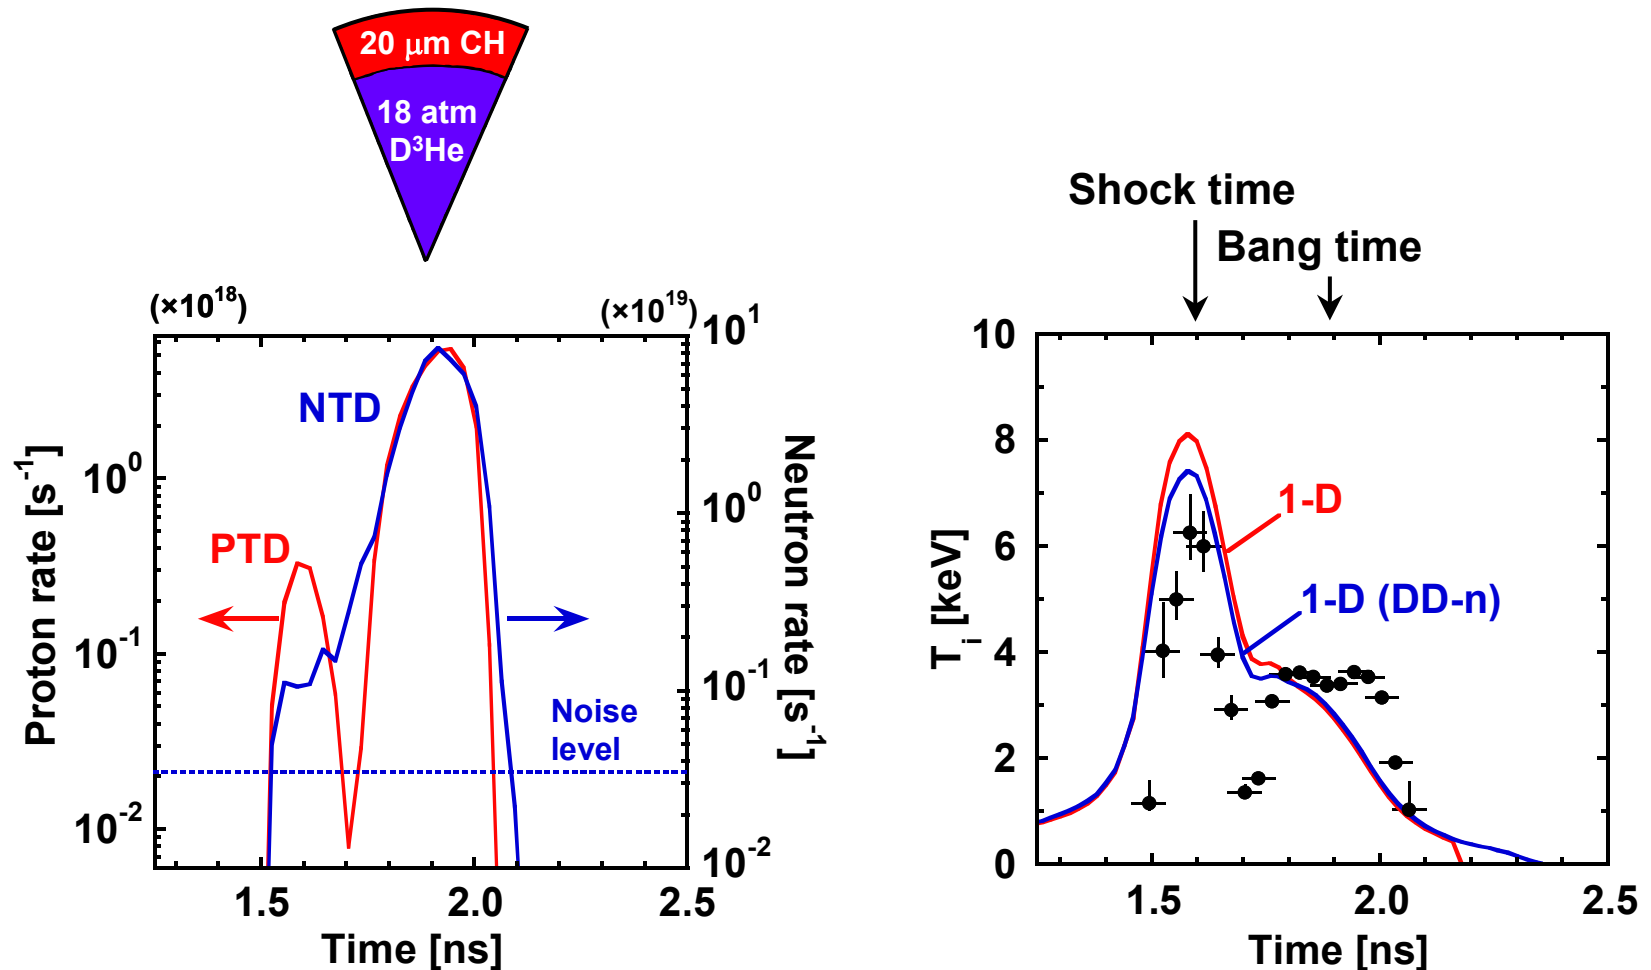 20 μm CH
18 atm
D³He
Shock time
Bang time
(×10¹⁸)
(×10¹⁹)
10¹
10⁰
10⁻¹
10⁻²
10⁰
10⁻¹
10⁻²
NTD
PTD
Noise
level
Proton rate [s⁻¹]
Neutron rate [s⁻¹]
1.5
2.0
2.5
Time [ns]
10
8
6
4
2
0
Tᵢ [keV]
1-D
1-D (DD-n)
1.5
2.0
2.5
Time [ns]